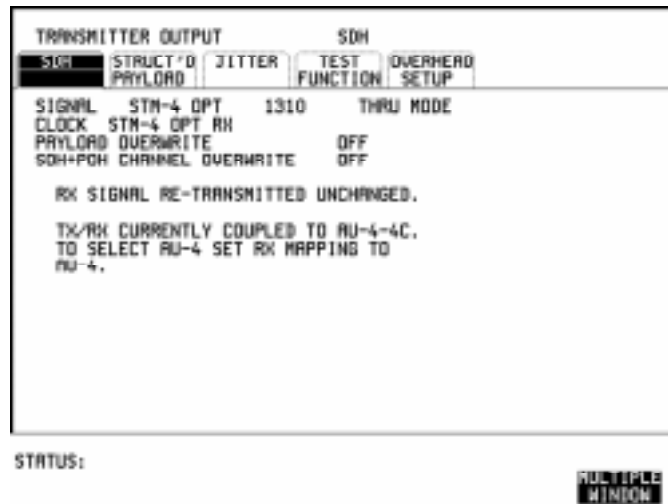 TRANSMITTER OUTPUT SDH
SDH STRUCT'D PAYLOAD JITTER TEST FUNCTION OVERHEAD SETUP
SIGNAL STM-4 OPT 1310 THRU MODE
CLOCK STM-4 OPT RX
PAYLOAD OVERWRITE OFF
SOH+POH CHANNEL OVERWRITE OFF
RX SIGNAL RE-TRANSMITTED UNCHANGED.
TX/RX CURRENTLY COUPLED TO AU-4-4C.
TO SELECT AU-4 SET RX MAPPING TO
AU-4.
STATUS:
MULTIPLE
WINDOW